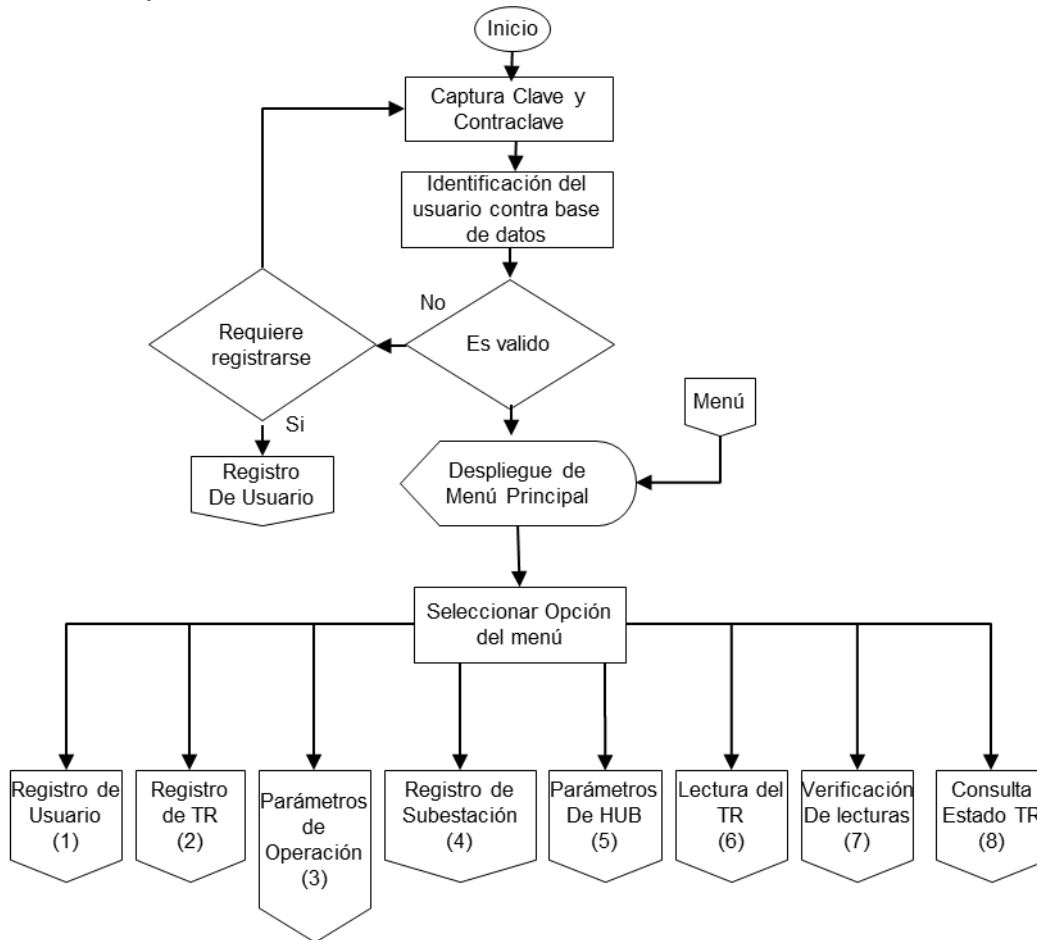 Inicio
Captura Clave y
Contraclave
Identificación del
usuario contra base
de datos
No
Requiere
registrarse
Es valido
Menú
Si
Registro
De Usuario
Despliegue de
Menú Principal
Seleccionar Opción
del menú
Registro de
Usuario
(1)
Registro
de TR
(2)
Parámetros
de
Operación
(3)
Registro de
Subestación
(4)
Parámetros
De HUB
(5)
Lectura del
TR
(6)
Verificación
De lecturas
(7)
Consulta
Estado TR
(8)